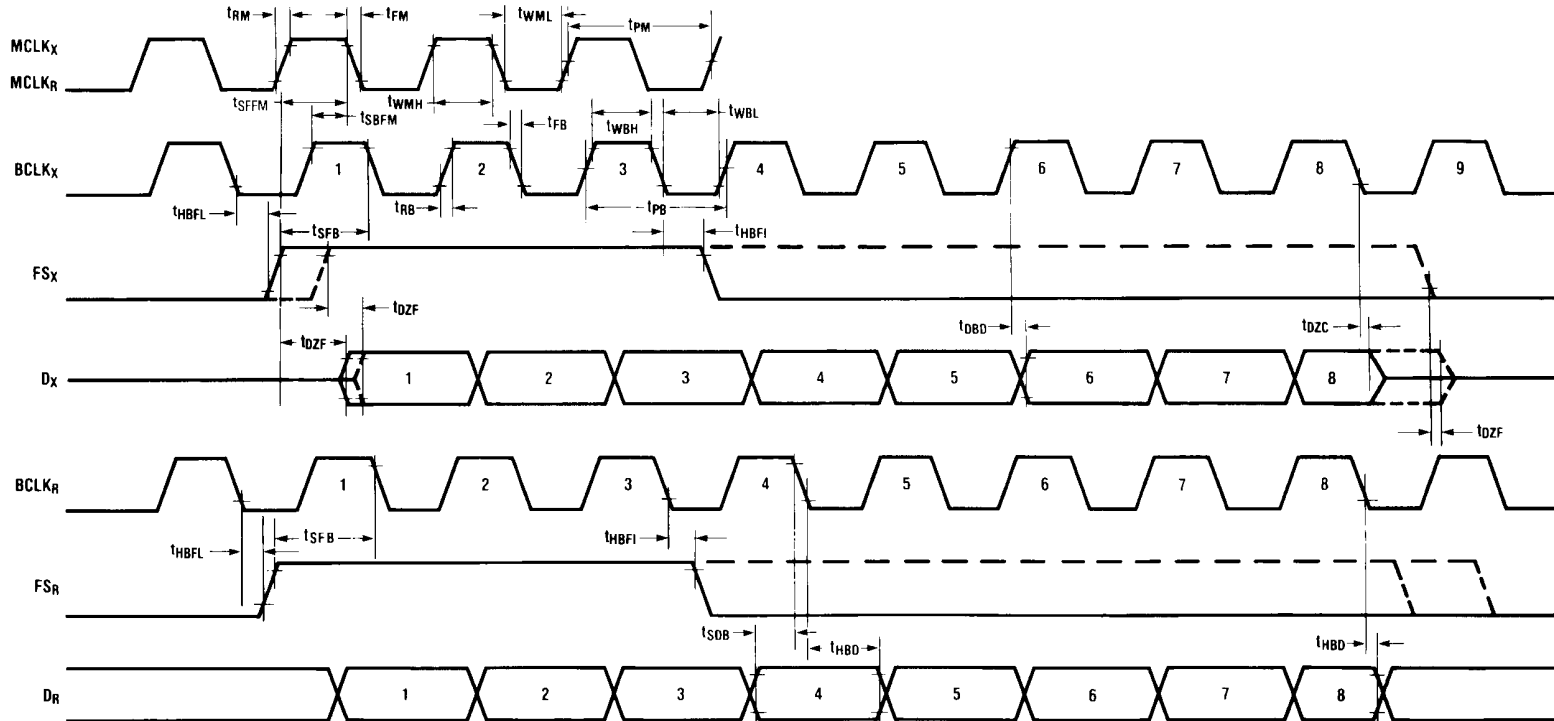 tRM tFM tWML tPM
MCLKX
MCLKR
tSFFM tWMH tWBL
tSBFM tFB tWBH
BCLKX 1 2 3 4 5 6 7 8 9
tHBFL tRB tPB
tSFB tHBFI
FSX
tDZF tDBD tDZC
tDZF
DX 1 2 3 4 5 6 7 8
tDZF
BCLKR 1 2 3 4 5 6 7 8
tHBFL tSFB tHBFI
FSR
tSDB tHBD tHBD
DR 1 2 3 4 5 6 7 8